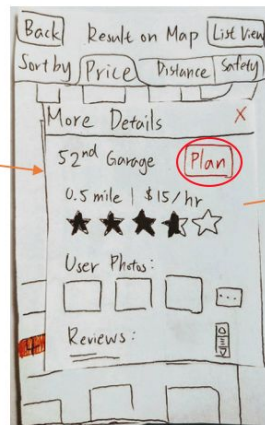 Back Result on Map List View
Sort by Price Distance Safety
More Details X
52nd Garage Plan
0.5 mile | $15/hr
User Photos:
...
Reviews: